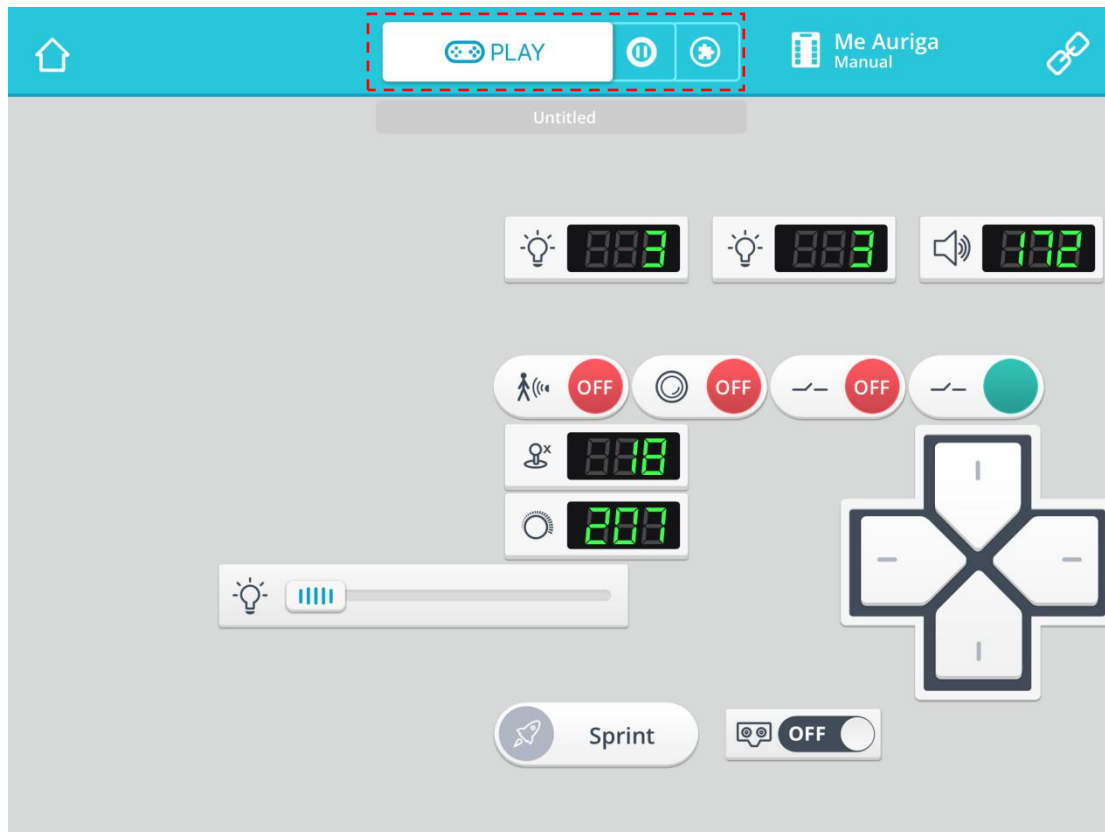 PLAY
Me Auriga
Manual
Untitled
3
3
172
OFF
OFF
OFF
18
X
207
Sprint
OFF